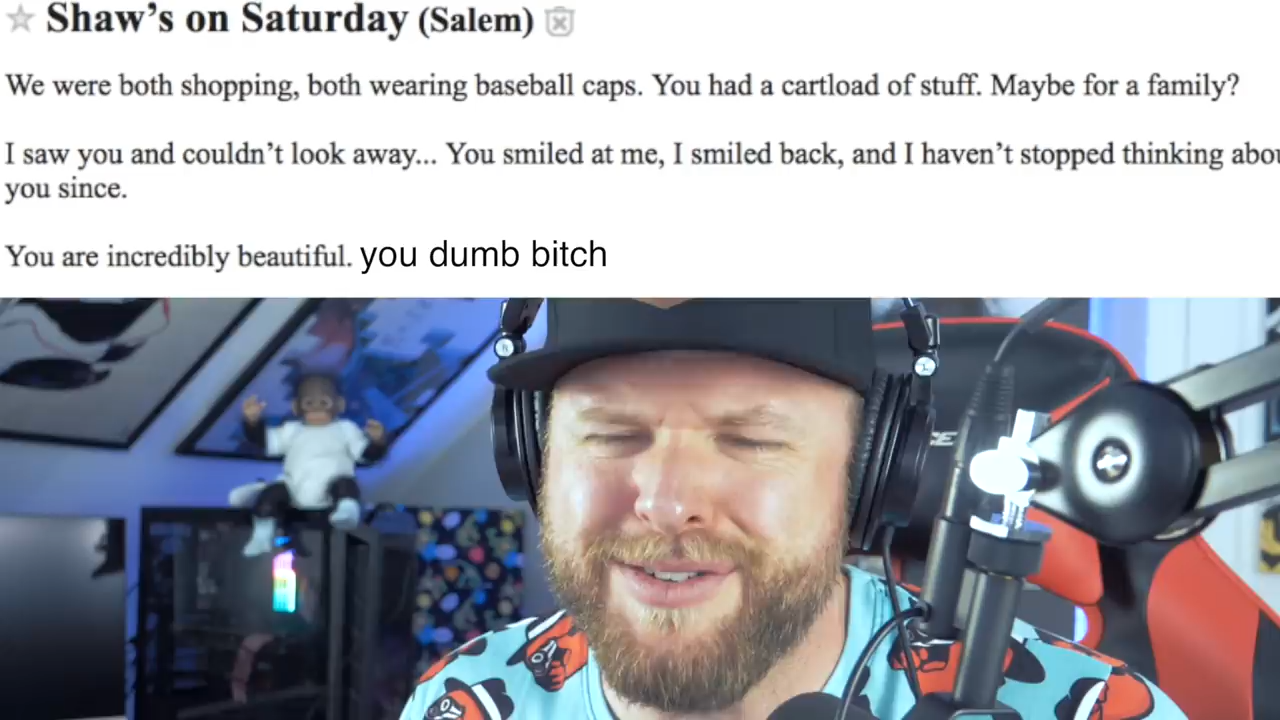 Shaw's on Saturday (Salem)
We were both shopping, both wearing baseball caps. You had a cartload of stuff. Maybe for a family?
I saw you and couldn't look away... You smiled at me, I smiled back, and I haven't stopped thinking abou
you since.
You are incredibly beautiful. you dumb bitch